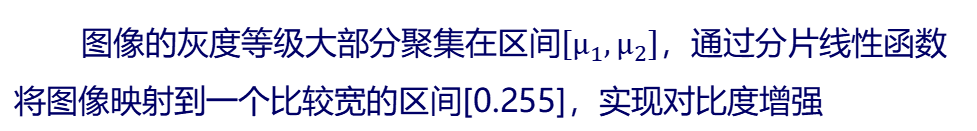 图像的灰度等级大部分聚集在区间[μ₁,μ₂]，通过分片线性函数
将图像映射到一个比较宽的区间[0.255]，实现对比度增强